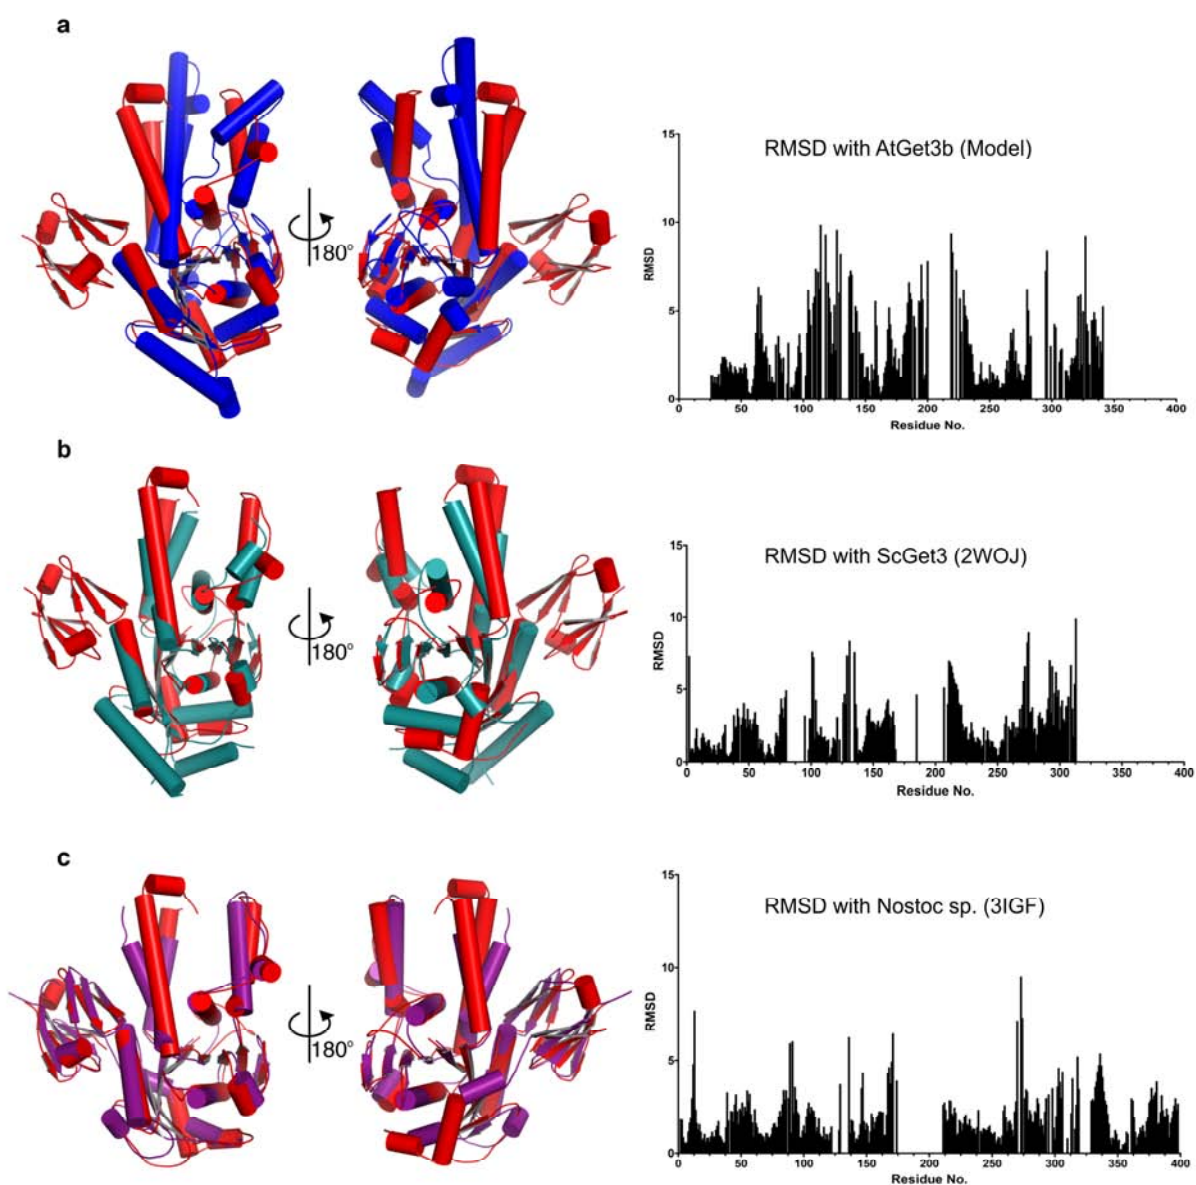 a
180°
RMSD with AtGet3b (Model)
15
10
5
0
RMSD
0 50 100 150 200 250 300 350 400
Residue No.
b
180°
RMSD with ScGet3 (2WOJ)
15
10
5
0
RMSD
0 50 100 150 200 250 300 350 400
Residue No.
c
180°
RMSD with Nostoc sp. (3IGF)
15
10
5
0
RMSD
0 50 100 150 200 250 300 350 400
Residue No.